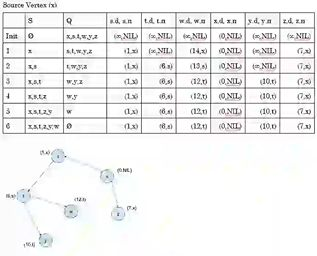 Source Vertex (x)
S Q s.d, s.π t.d, t.π w.d, w.π x.d, x.π y.d, y.π z.d, z.π
Init Ø x,s,t,w,y,z (∞,NIL) (∞,NIL) (∞,NIL) (0,NIL) (∞,NIL) (∞,NIL)
1 x s,t,w,y,z (1,x) (∞,NIL) (14,x) (0,NIL) (∞,NIL) (7,x)
2 x,s t,w,y,z (1,x) (6,s) (13,s) (0,NIL) (∞,NIL) (7,x)
3 x,s,t w,y,z (1,x) (6,s) (12,t) (0,NIL) (10,t) (7,x)
4 x,s,t,z w,y (1,x) (6,s) (12,t) (0,NIL) (10,t) (7,x)
5 x,s,t,z,y w (1,x) (6,s) (12,t) (0,NIL) (10,t) (7,x)
6 x,s,t,z,y,w Ø (1,x) (6,s) (12,t) (0,NIL) (10,t) (7,x)
(1,x)
(0,NIL)
(6,s)
(12,t)
(7,x)
(10,t)